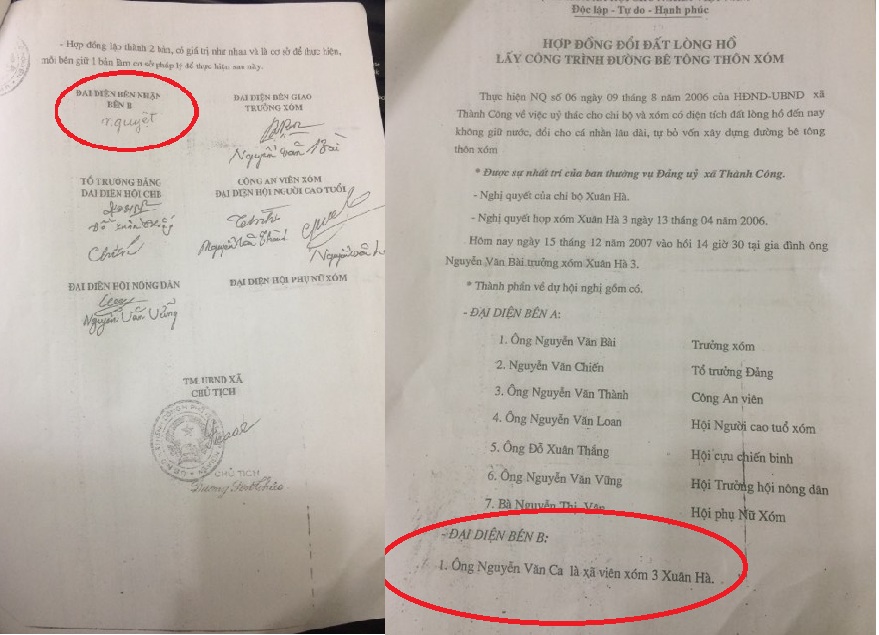 - Hợp đồng lập thành 2 bản, có giá trị như nhau và là cơ sở để thực hiện,
mỗi bên giữ 1 bản làm cơ sở pháp lý để thực hiện sau này.
ĐẠI DIỆN BÊN NHẬN
BÊN B
n.quyết
ĐẠI DIỆN BÊN GIAO
TRƯỞNG XÓM
Nguyễn Văn Bài
TỔ TRƯỞNG ĐẢNG
ĐẠI DIỆN HỘI CHB
Đỗ Xuân Thắng
CÔNG AN VIÊN XÓM
ĐẠI DIỆN HỘI NGƯỜI CAO TUỔI
ĐẠI DIỆN HỘI NÔNG DÂN
Nguyễn Văn Vững
ĐẠI DIỆN HỘI PHỤ NỮ XÓM
TM UBND XÃ
CHỦ TỊCH
CHỦ TỊCH
Độc lập - Tự do - Hạnh phúc
HỢP ĐỒNG ĐỔI ĐẤT LÒNG HỒ
LẤY CÔNG TRÌNH ĐƯỜNG BÊ TÔNG THÔN XÓM
Thực hiện NQ số 06 ngày 09 tháng 8 năm 2006 của HĐND-UBND xã
Thành Công về việc uỷ thác cho chi bộ và xóm có diện tích đất lòng hồ đến nay
không giữ nước, đổi cho cá nhân lâu dài, tự bỏ vốn xây dựng đường bê tông
thôn xóm
* Được sự nhất trí của ban thường vụ Đảng uỷ xã Thành Công.
- Nghị quyết của chi bộ Xuân Hà.
- Nghị quyết họp xóm Xuân Hà 3 ngày 13 tháng 04 năm 2006.
Hôm nay ngày 15 tháng 12 năm 2007 vào hồi 14 giờ 30 tại gia đình ông
Nguyễn Văn Bài trưởng xóm Xuân Hà 3.
* Thành phần về dự hội nghị gồm có.
- ĐẠI DIỆN BÊN A:
1. Ông Nguyễn Văn Bài Trưởng xóm
2. Nguyễn Văn Chiến Tổ trưởng Đảng
3. Ông Nguyễn Văn Thành Công An viên
4. Ông Nguyễn Văn Loan Hội Người cao tuổ xóm
5. Ông Đỗ Xuân Thắng Hội cựu chiến binh
6. Ông Nguyễn Văn Vững Hội Trưởng hội nông dân
7. Bà Nguyễn Thị Vân Hội phụ Nữ Xóm
- ĐẠI DIỆN BÊN B:
1. Ông Nguyễn Văn Ca là xã viên xóm 3 Xuân Hà.